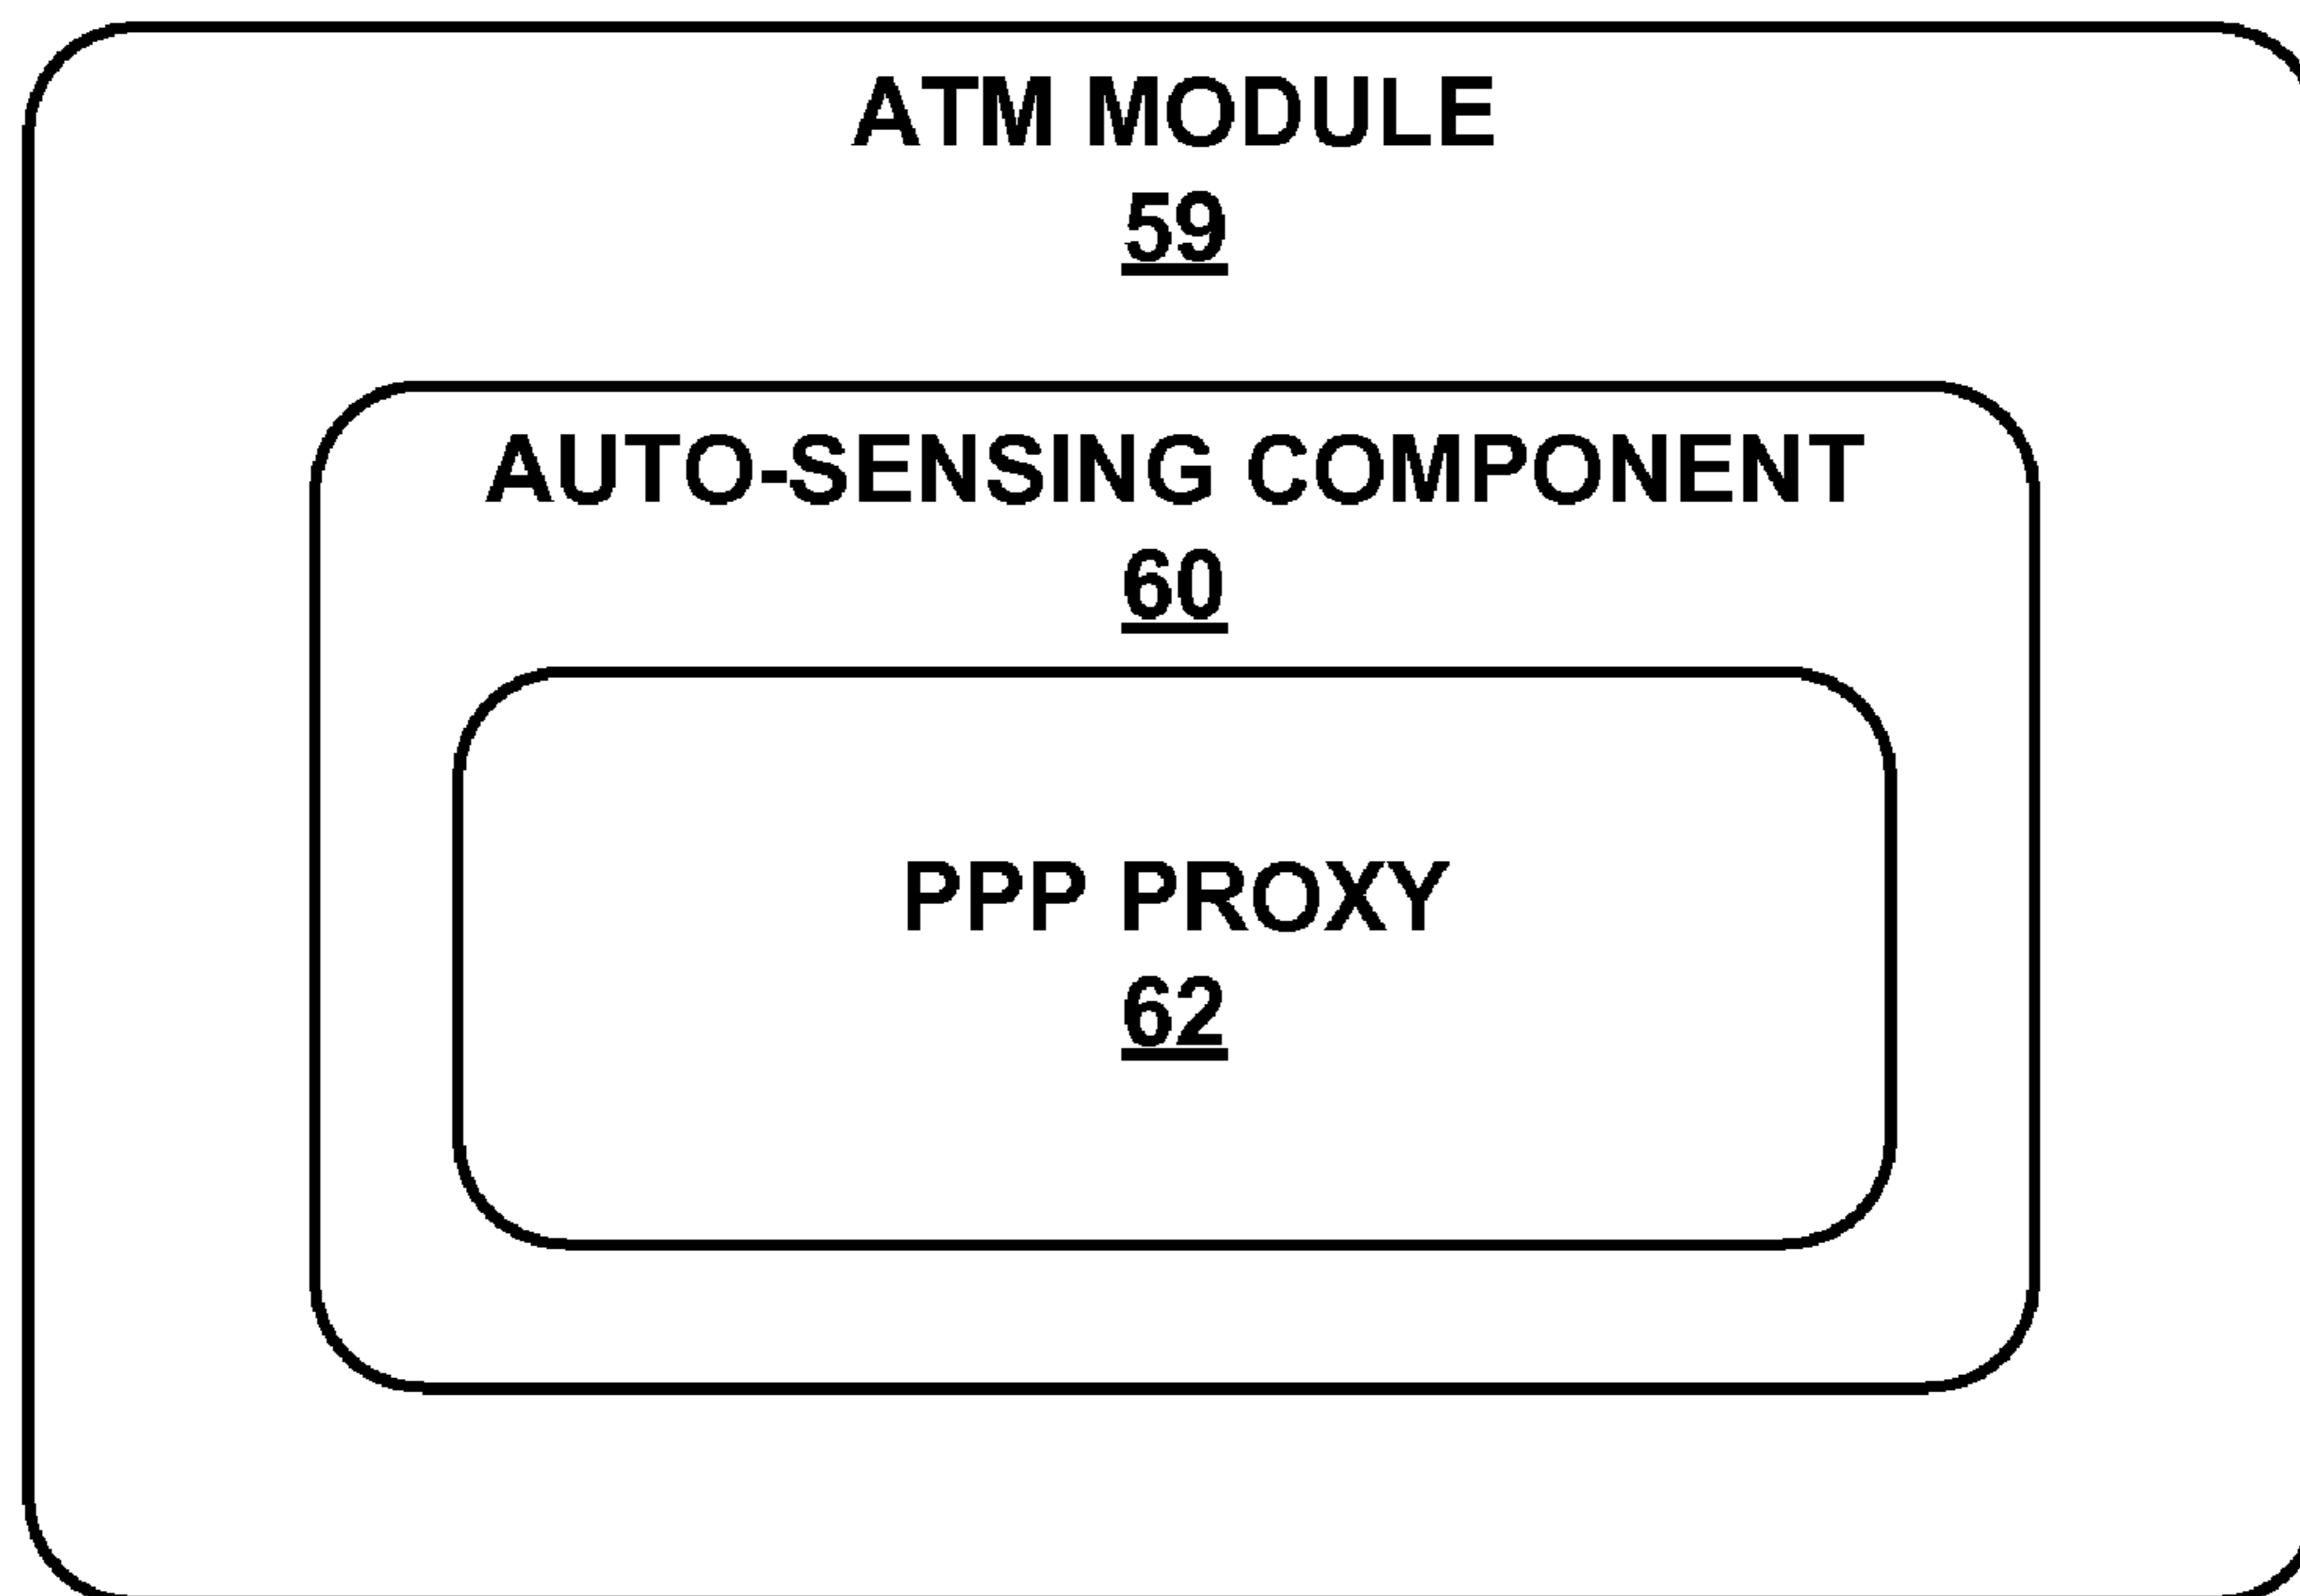 ATM MODULE
59
AUTO-SENSING COMPONENT
60
PPP PROXY
62